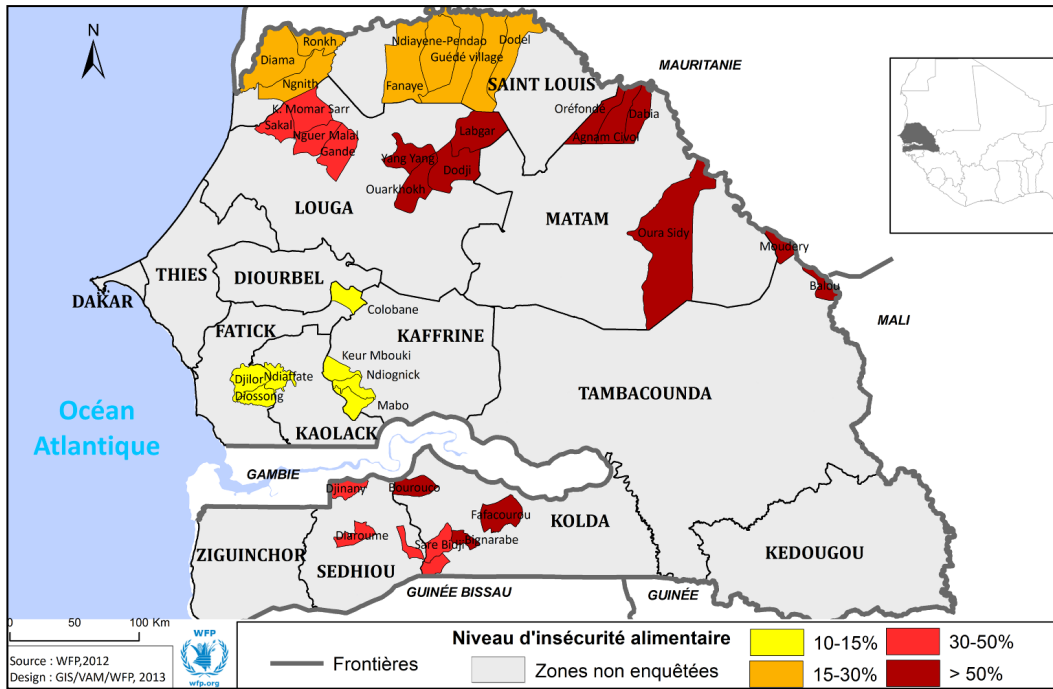 N
Ronkh
Diama
Ngnith
Ndiayene-Pendao
Dodel
Guédé village
Fanaye
SAINT LOUIS
MAURITANIE
K. Momar Sarr
Sakal
Nguer Malal
Gande
Labgar
Yang Yang
Dodji
Ouarkhokh
LOUGA
Oréfondé
Dabia
Agnam Civol
MATAM
Oura Sidy
Moudery
Balou
MALI
THIES
DIOURBEL
DAKAR
Colobane
FATICK
KAFFRINE
Keur Mbouki
Ndiognick
Mabo
Djilor
Ndiaffate
Diossong
KAOLACK
TAMBACOUNDA
Océan
Atlantique
GAMBIE
Djinany
Bourouco
Fafacourou
Diaroume
Sare Bidji
Bignarabe
KOLDA
ZIGUINCHOR
SEDHIOU
KEDOUGOU
GUINÉE BISSAU
GUINÉE
0 50 100 Km
Source : WFP,2012
Design : GIS/VAM/WFP, 2013
WFP
wfp.org
Frontières
Niveau d'insécurité alimentaire
Zones non enquêtées
10-15%
15-30%
30-50%
> 50%